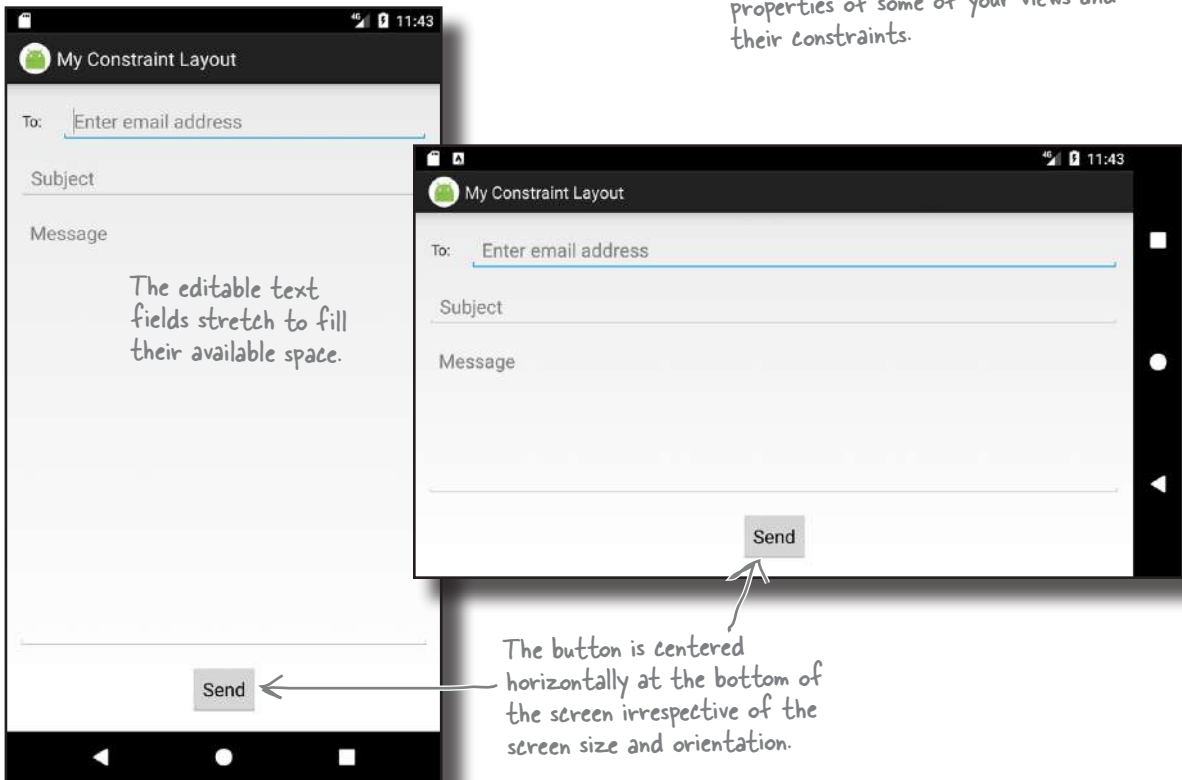 properties of some of your views and
their constraints.
4G 11:43
My Constraint Layout
To: Enter email address
Subject
Message
The editable text
fields stretch to fill
their available space.
Send
4G 11:43
My Constraint Layout
To: Enter email address
Subject
Message
Send
The button is centered
horizontally at the bottom of
the screen irrespective of the
screen size and orientation.